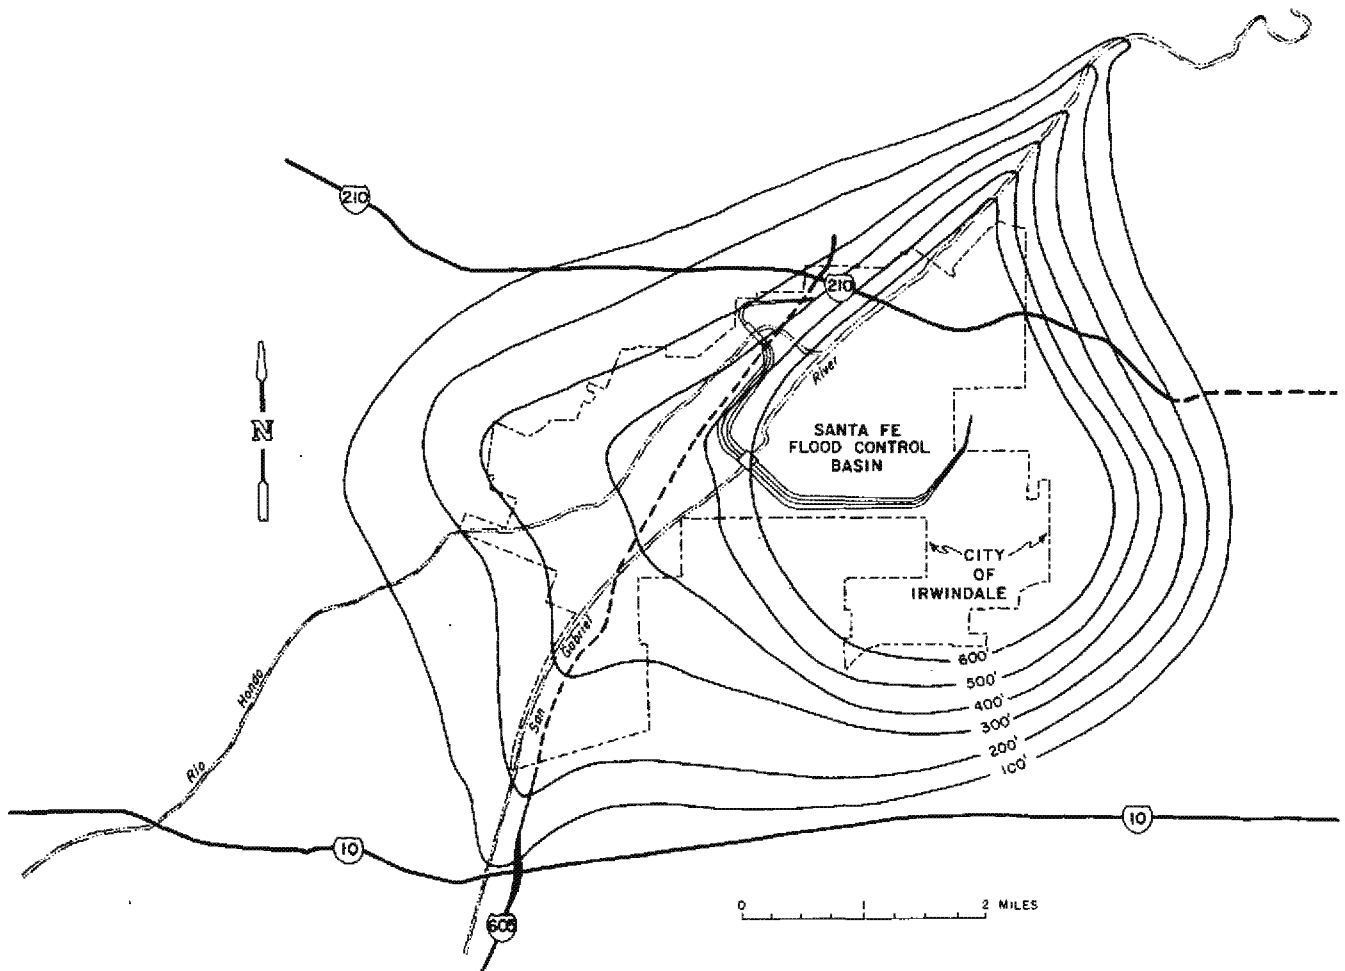 210
210
River
SANTA FE
FLOOD CONTROL
BASIN
N
CITY
OF
IRWINDALE
Gabriel
600'
500'
Hondo
400'
San
300'
200'
Rio
100'
10
10
0
2 MILES
605